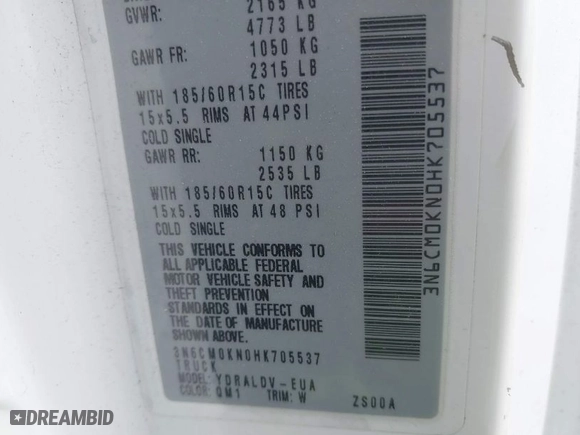 GVWR: 2165 KG
4773 LB
GAWR FR: 1050 KG
2315 LB
WITH 185/60R15C TIRES
15x5.5 RIMS AT 44PSI
COLD SINGLE
GAWR RR: 1150 KG
2535 LB
WITH 185/60R15C TIRES
15x5.5 RIMS AT 48 PSI
COLD SINGLE
THIS VEHICLE CONFORMS TO
ALL APPLICABLE FEDERAL
MOTOR VEHICLE SAFETY AND
THEFT PREVENTION
STANDARDS IN EFFECT ON
THE DATE OF MANUFACTURE
SHOWN ABOVE.
3N6CM0KN0HK705537
TRUCK
MODEL: YDRALDV-EUA
COLOR: QM1 TRIM: W ZS00A
3N6CM0KN0HK705537
DREAMBID